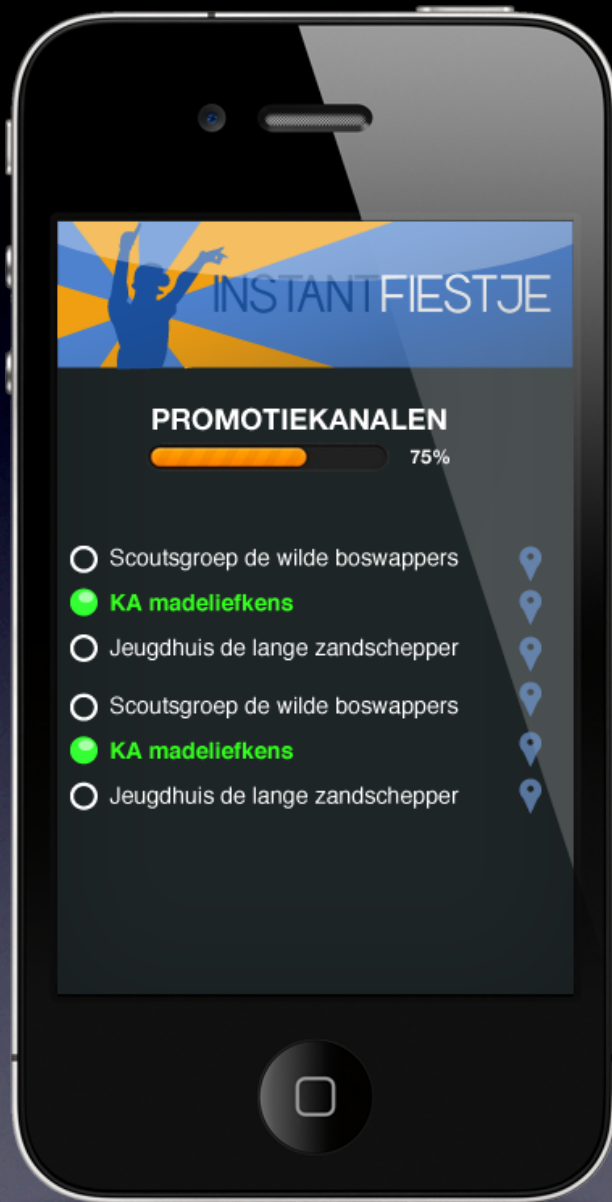 INSTANTFIESTJE
PROMOTIEKANALEN
75%
Scoutsgroep de wilde boswappers
KA madeliefkens
Jeugdhuis de lange zandschepper
Scoutsgroep de wilde boswappers
KA madeliefkens
Jeugdhuis de lange zandschepper